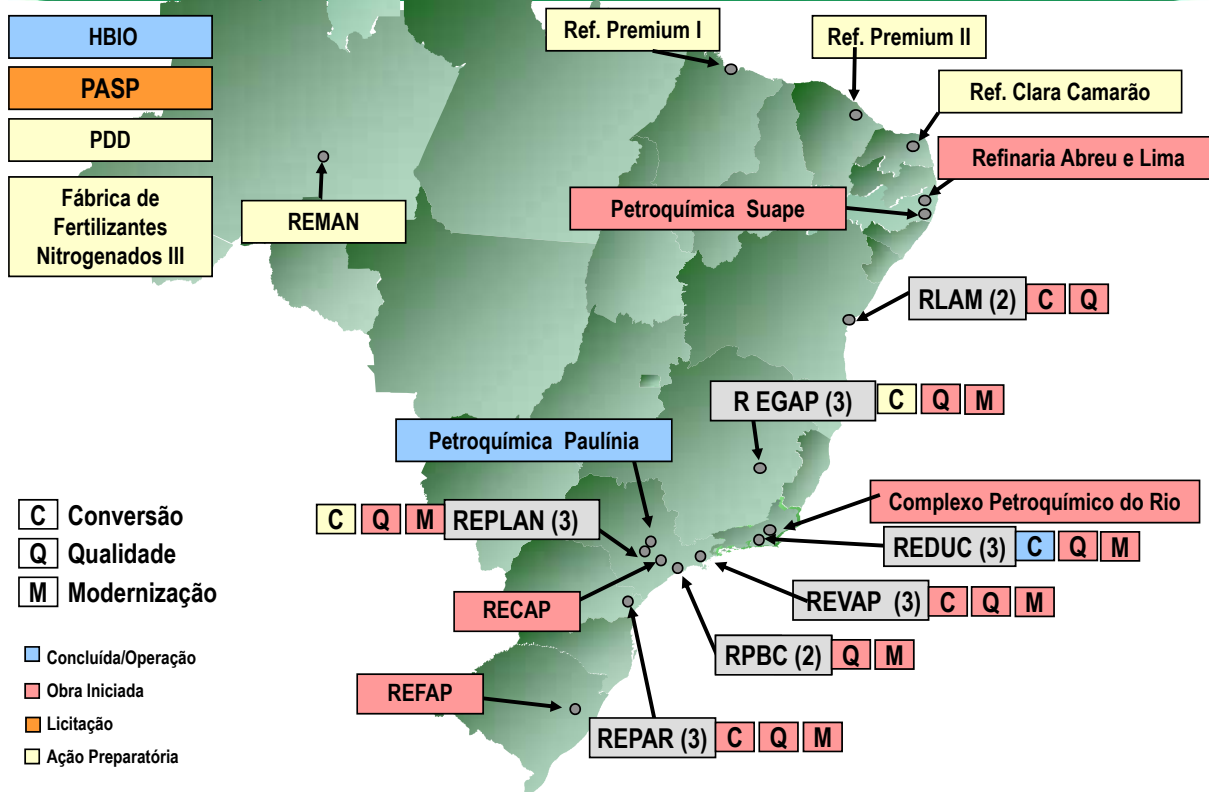 HBIO
PASP
PDD
Fábrica de
Fertilizantes
Nitrogenados III
Ref. Premium I
Ref. Premium II
Ref. Clara Camarão
Refinaria Abreu e Lima
Petroquímica Suape
REMAN
RLAM (2) C Q
R EGAP (3) C Q M
Petroquímica Paulínia
Complexo Petroquímico do Rio
C Q M REPLAN (3)
REDUC (3) C Q M
REVAP (3) C Q M
RECAP
RPBC (2) Q M
REFAP
REPAR (3) C Q M
C Conversão
Q Qualidade
M Modernização
Concluída/Operação
Obra Iniciada
Licitação
Ação Preparatória